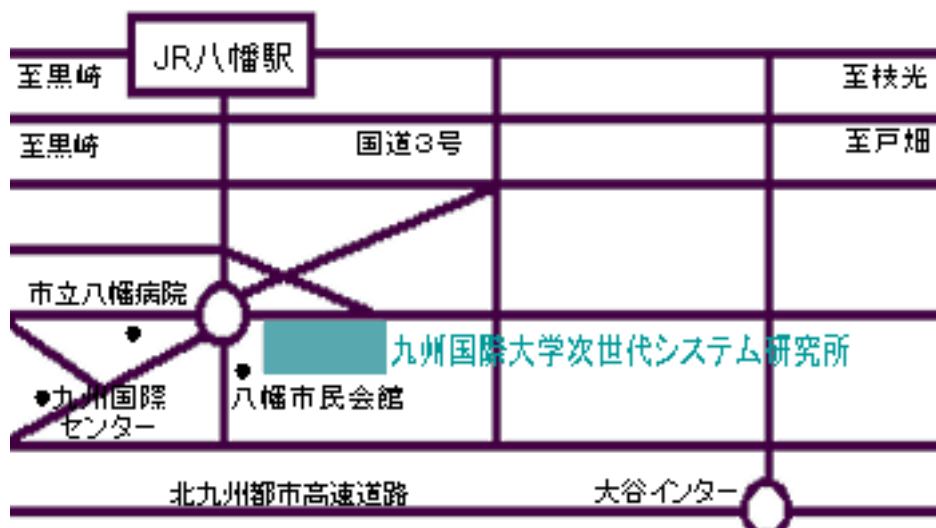 JR八幡駅
至黒崎
至枝光
至黒崎
国道3号
至戸畑
市立八幡病院
九州国際大学次世代システム研究所
九州国際
センター
八幡市民会館
北九州都市高速道路
大谷インター